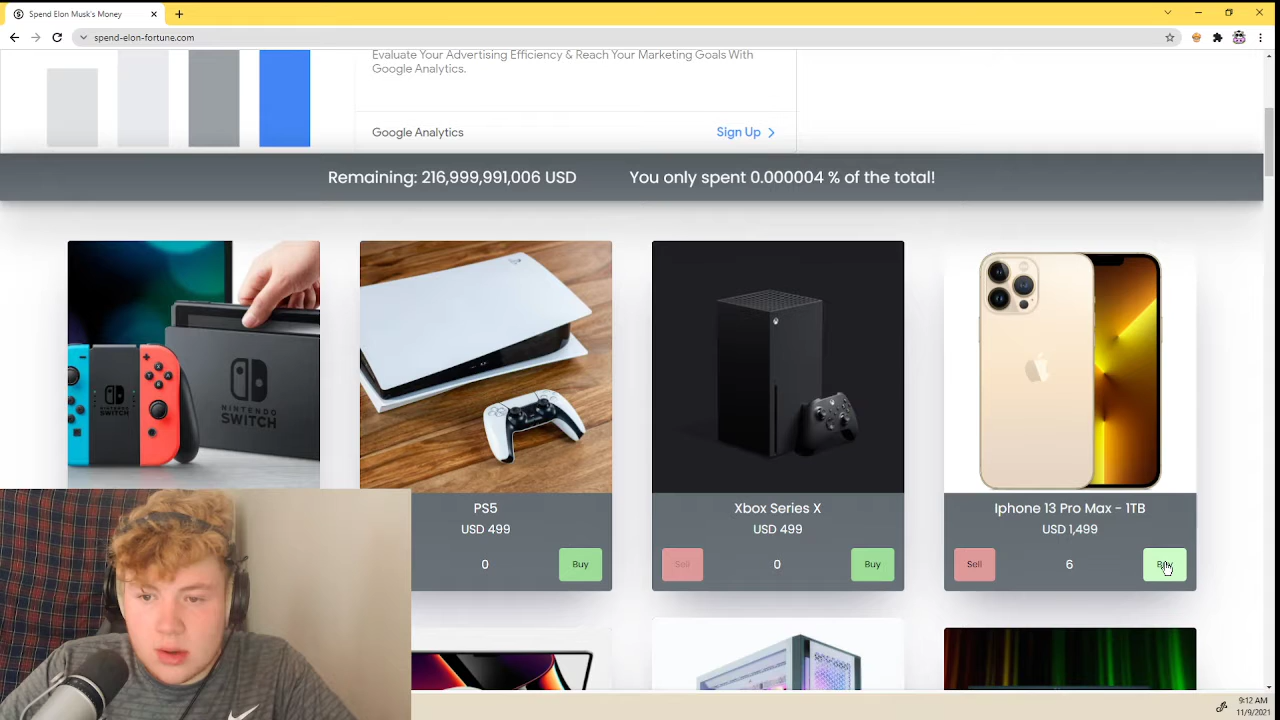 Spend Elon Musk's Money
spend-elon-fortune.com
Evaluate Your Advertising Efficiency & Reach Your Marketing Goals With
Google Analytics.
Google Analytics
Sign Up
Remaining: 216,999,991,006 USD
You only spent 0.000004 % of the total!
NINTENDO
SWITCH
NINTENDO
SWITCH
PS5
Xbox Series X
Iphone 13 Pro Max - 1TB
USD 499
USD 499
USD 1,499
0
Buy
Sell
0
Buy
Sell
6
Buy
9:12 AM
11/9/2021